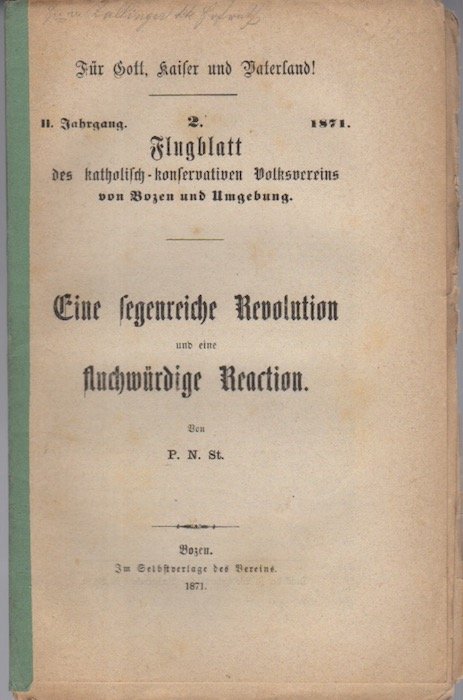 Für Gott, Kaiser und Vaterland!
II. Jahrgang. 2. 1871.
Flugblatt
des katholisch-konservativen Volksvereins
von Bozen und Umgebung.
Eine segenreiche Revolution
und eine
fluchwürdige Reaction.
Von
P. N. St.
Bozen.
Im Selbstverlage des Vereins.
1871.